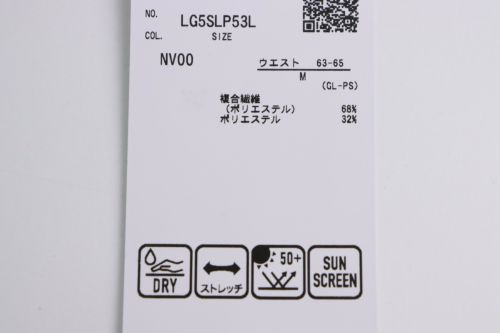 NO. LG5SLP53L
COL. SIZE
NV00 ウエスト 63-65
M
(GL-PS)
複合繊維
(ポリエステル) 68%
ポリエステル 32%
DRY
ストレッチ
50+
SUN
SCREEN